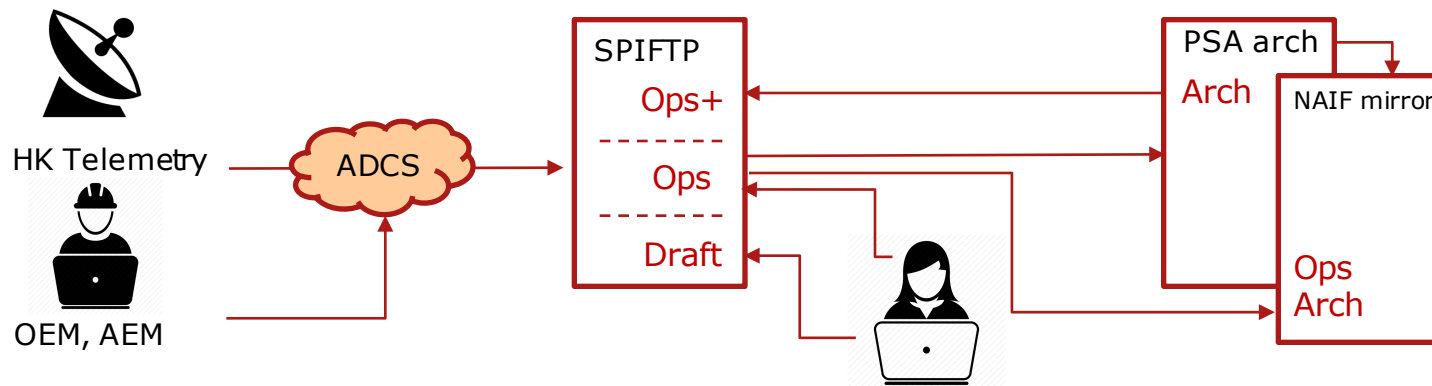 HK Telemetry
OEM, AEM
ADCS
SPIFTP
Ops+
Ops
Draft
PSA arch
Arch
NAIF mirror
Ops
Arch